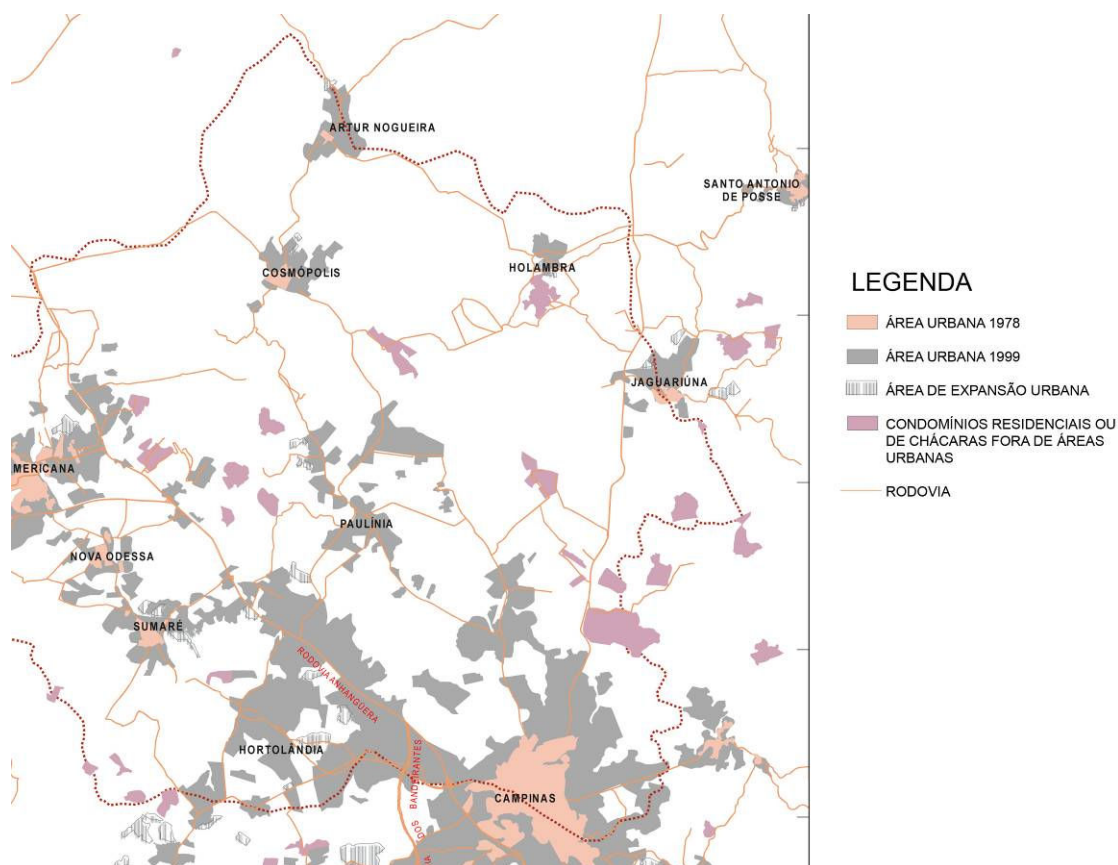 ARTUR NOGUEIRA
SANTO ANTONIO
DE POSSE
COSMÓPOLIS
HOLAMBRA
JAGUARIÚNA
MERICANA
PAULÍNIA
NOVA ODESSA
SUMARÉ
RODOVIA ANHANGUERA
HORTOLÂNDIA
BANDEIRANTES
DOS
CAMPINAS
LEGENDA
ÁREA URBANA 1978
ÁREA URBANA 1999
ÁREA DE EXPANSÃO URBANA
CONDOMÍNIOS RESIDENCIAIS OU
DE CHÁCARAS FORA DE ÁREAS
URBANAS
RODOVIA